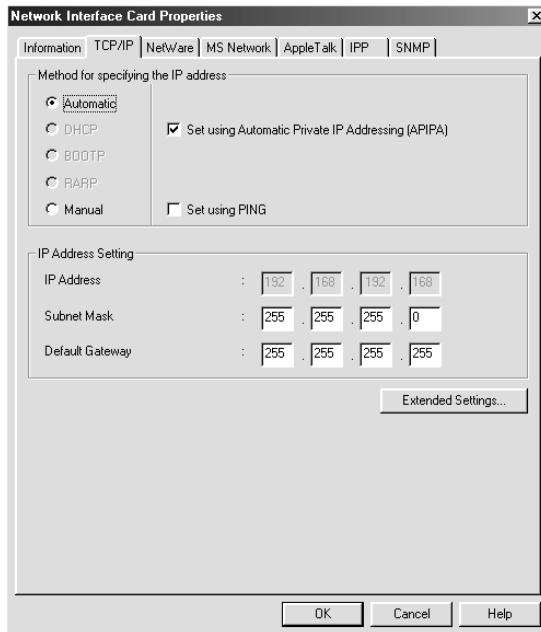 Network Interface Card Properties
Information TCP/IP NetWare MS Network AppleTalk IPP SNMP
Method for specifying the IP address
Automatic
DHCP Set using Automatic Private IP Addressing (APIPA)
BOOTP
RARP
Manual Set using PING
IP Address Setting
IP Address : 192 . 168 . 192 . 168
Subnet Mask : 255 . 255 . 255 . 0
Default Gateway : 255 . 255 . 255 . 255
Extended Settings...
OK Cancel Help